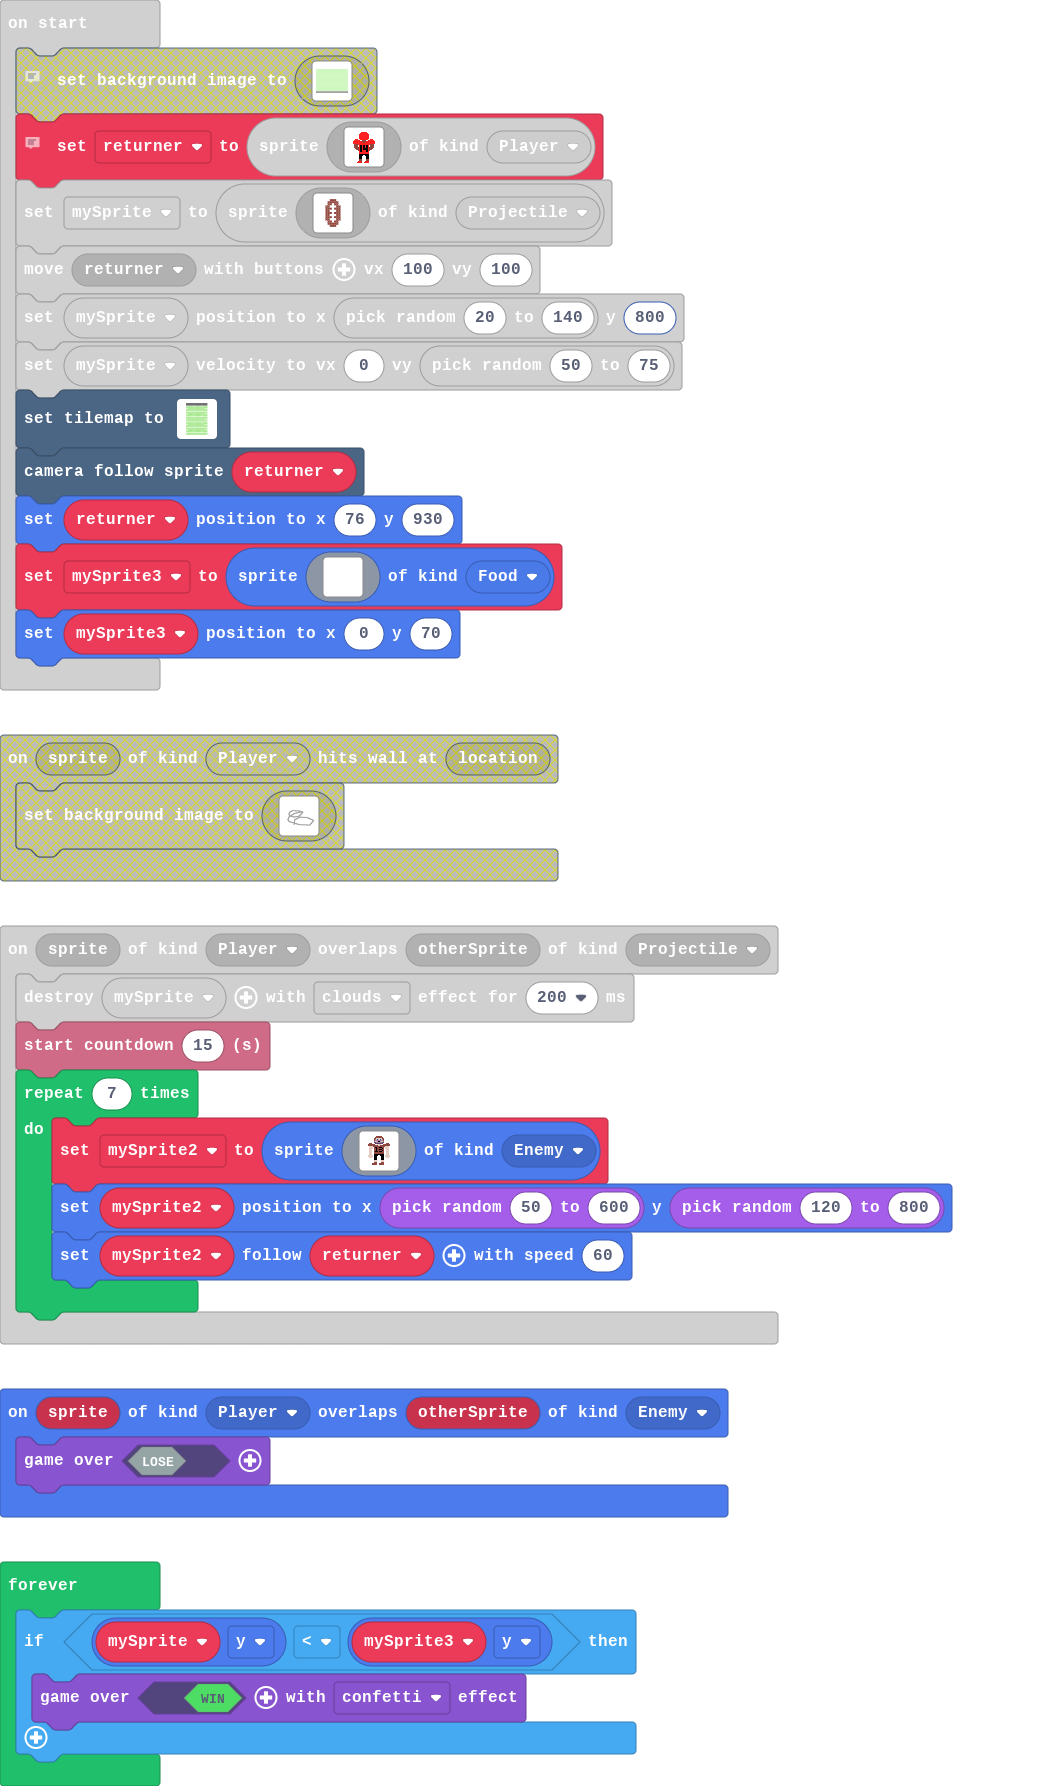 on start
set background image to
set returner to sprite of kind Player
set mySprite to sprite of kind Projectile
move returner with buttons vx 100 vy 100
set mySprite position to x pick random 20 to 140 y 800
set mySprite velocity to vx 0 vy pick random 50 to 75
set tilemap to
camera follow sprite returner
set returner position to x 76 y 930
set mySprite3 to sprite of kind Food
set mySprite3 position to x 0 y 70
on sprite of kind Player hits wall at location
set background image to
on sprite of kind Player overlaps otherSprite of kind Projectile
destroy mySprite with clouds effect for 200 ms
start countdown 15 (s)
repeat 7 times
do
set mySprite2 to sprite of kind Enemy
set mySprite2 position to x pick random 50 to 600 y pick random 120 to 800
set mySprite2 follow returner with speed 60
on sprite of kind Player overlaps otherSprite of kind Enemy
game over LOSE
forever
if mySprite y < mySprite3 y then
game over WIN with confetti effect